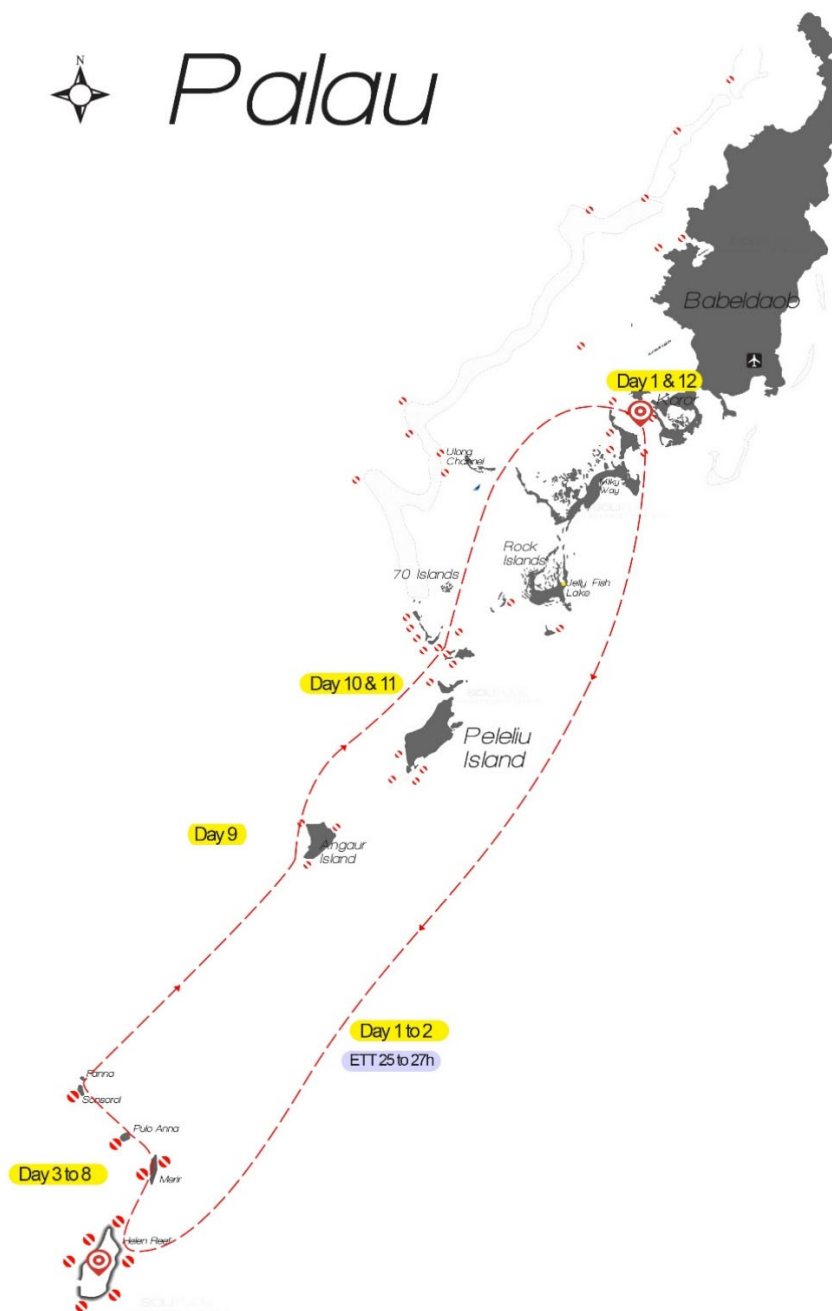 N
Palau
Babeldaob
Day 1 & 12
Koror
Ulong
Channel
Milky
Way
Rock
Islands
70 Islands
Jelly Fish
Lake
Day 10 & 11
Peleliu
Island
Day 9
Angaur
Island
Day 1 to 2
ETT 25 to 27h
Fanna
Sonsorol
Pulo Anna
Day 3 to 8
Merir
Helen Reef